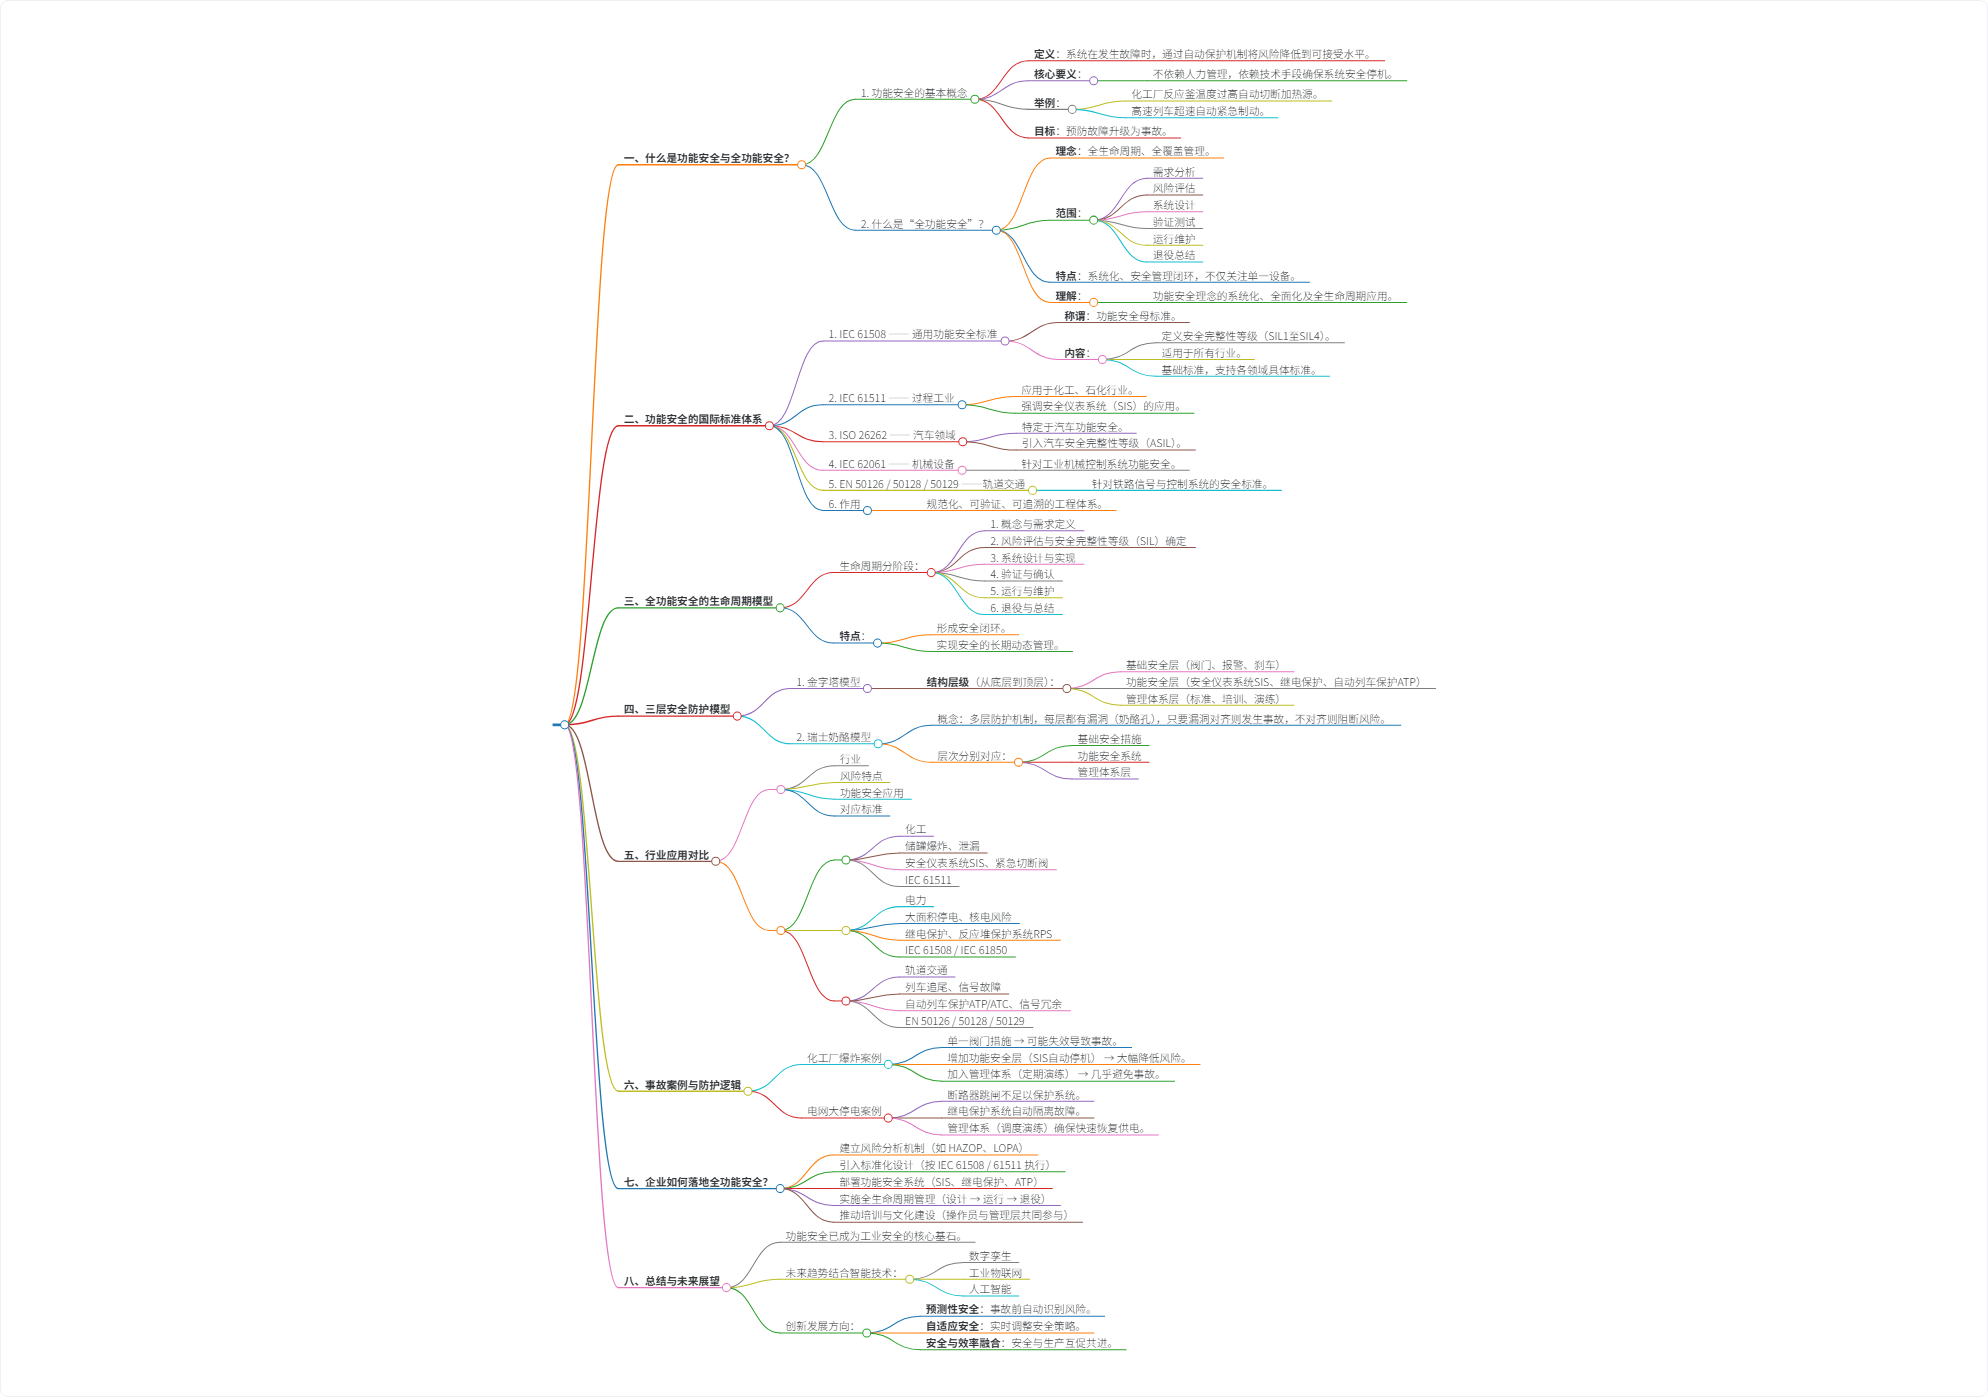 一、什么是功能安全与全功能安全？
1. 功能安全的基本概念
定义：系统在发生故障时，通过自动保护机制将风险降低到可接受水平。
核心要义：
不依赖人力管理，依赖技术手段确保系统安全停机。
举例：
化工厂反应釜温度过高自动切断加热源。
高速列车超速自动紧急制动。
目标：预防故障升级为事故。
2. 什么是“全功能安全”？
理念：全生命周期、全覆盖管理。
范围：
需求分析
风险评估
系统设计
验证测试
运行维护
退役总结
特点：系统化、安全管理闭环，不仅关注单一设备。
理解：
功能安全理念的系统化、全面化及全生命周期应用。
二、功能安全的国际标准体系
1. IEC 61508 —— 通用功能安全标准
称谓：功能安全母标准。
内容：
定义安全完整性等级（SIL1至SIL4）。
适用于所有行业。
基础标准，支持各领域具体标准。
2. IEC 61511 —— 过程工业
应用于化工、石化行业。
强调安全仪表系统（SIS）的应用。
3. ISO 26262 —— 汽车领域
特定于汽车功能安全。
引入汽车安全完整性等级（ASIL）。
4. IEC 62061 —— 机械设备
针对工业机械控制系统功能安全。
5. EN 50126 / 50128 / 50129 ——轨道交通
针对铁路信号与控制系统的安全标准。
6. 作用
规范化、可验证、可追溯的工程体系。
三、全功能安全的生命周期模型
生命周期分阶段：
1. 概念与需求定义
2. 风险评估与安全完整性等级（SIL）确定
3. 系统设计与实现
4. 验证与确认
5. 运行与维护
6. 退役与总结
特点：
形成安全闭环。
实现安全的长期动态管理。
四、三层安全防护模型
1. 金字塔模型
结构层级（从底层到顶层）：
基础安全层（阀门、报警、刹车）
功能安全层（安全仪表系统SIS、继电保护、自动列车保护ATP）
管理体系层（标准、培训、演练）
2. 瑞士奶酪模型
概念：多层防护机制，每层都有漏洞（奶酪孔），只要漏洞对齐则发生事故，不对齐则阻断风险。
层次分别对应：
基础安全措施
功能安全系统
管理体系层
五、行业应用对比
行业
风险特点
功能安全应用
对应标准
化工
储罐爆炸、泄漏
安全仪表系统SIS、紧急切断阀
IEC 61511
电力
大面积停电、核电风险
继电保护、反应堆保护系统RPS
IEC 61508 / IEC 61850
轨道交通
列车追尾、信号故障
自动列车保护ATP/ATC、信号冗余
EN 50126 / 50128 / 50129
六、事故案例与防护逻辑
化工厂爆炸案例
单一阀门措施 → 可能失效导致事故。
增加功能安全层（SIS自动停机） → 大幅降低风险。
加入管理体系（定期演练） → 几乎避免事故。
电网大停电案例
断路器跳闸不足以保护系统。
继电保护系统自动隔离故障。
管理体系（调度演练）确保快速恢复供电。
七、企业如何落地全功能安全？
建立风险分析机制（如 HAZOP、LOPA）
引入标准化设计（按 IEC 61508 / 61511 执行）
部署功能安全系统（SIS、继电保护、ATP）
实施全生命周期管理（设计 → 运行 → 退役）
推动培训与文化建设（操作员与管理层共同参与）
八、总结与未来展望
功能安全已成为工业安全的核心基石。
未来趋势结合智能技术：
数字孪生
工业物联网
人工智能
创新发展方向：
预测性安全：事故前自动识别风险。
自适应安全：实时调整安全策略。
安全与效率融合：安全与生产互促共进。